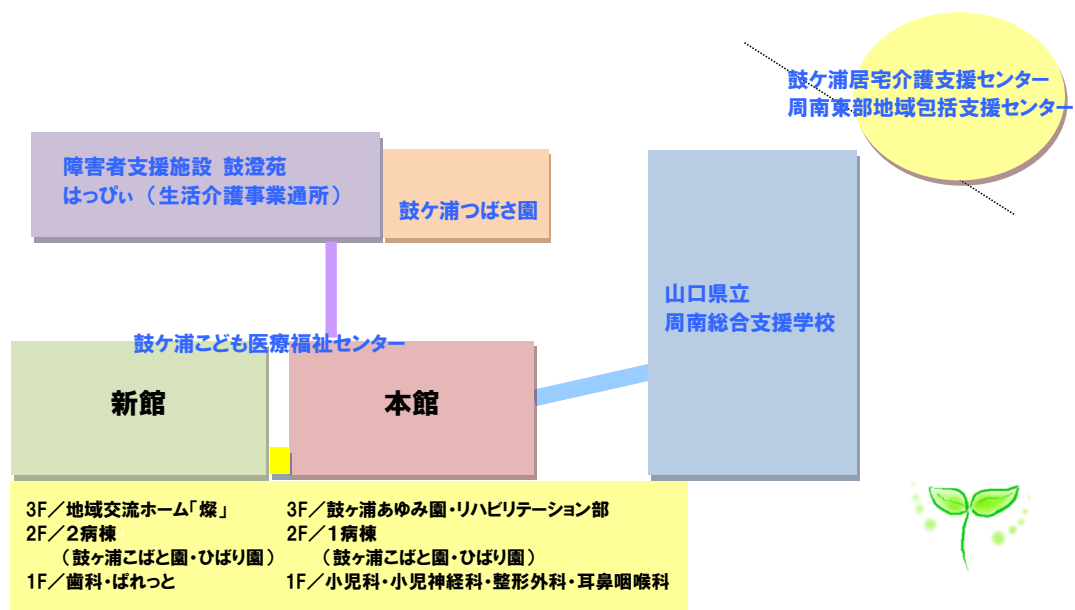 鼓ケ浦居宅介護支援センター
周南東部地域包括支援センター
障害者支援施設 鼓澄苑
はっぴぃ（生活介護事業通所）
鼓ケ浦つばさ園
山口県立
周南総合支援学校
鼓ケ浦こども医療福祉センター
新館
本館
3F／地域交流ホーム「燦」
2F／２病棟
（鼓ヶ浦こばと園・ひばり園）
1F／歯科・ぱれっと
3F／鼓ヶ浦あゆみ園・リハビリテーション部
2F／１病棟
（鼓ヶ浦こばと園・ひばり園）
1F／小児科・小児神経科・整形外科・耳鼻咽喉科